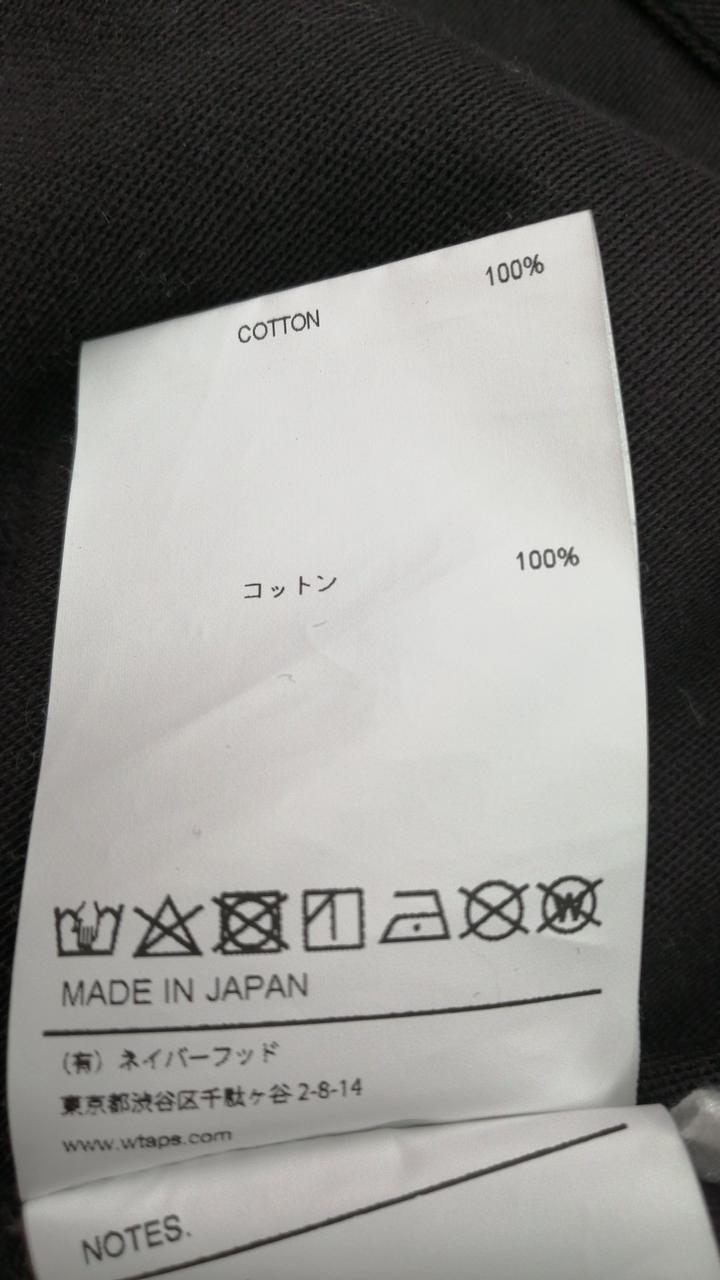 COTTON 100%
コットン 100%
MADE IN JAPAN
(有) ネイバーフッド
東京都渋谷区千駄ヶ谷 2-8-14
www.wtaps.com
NOTES.